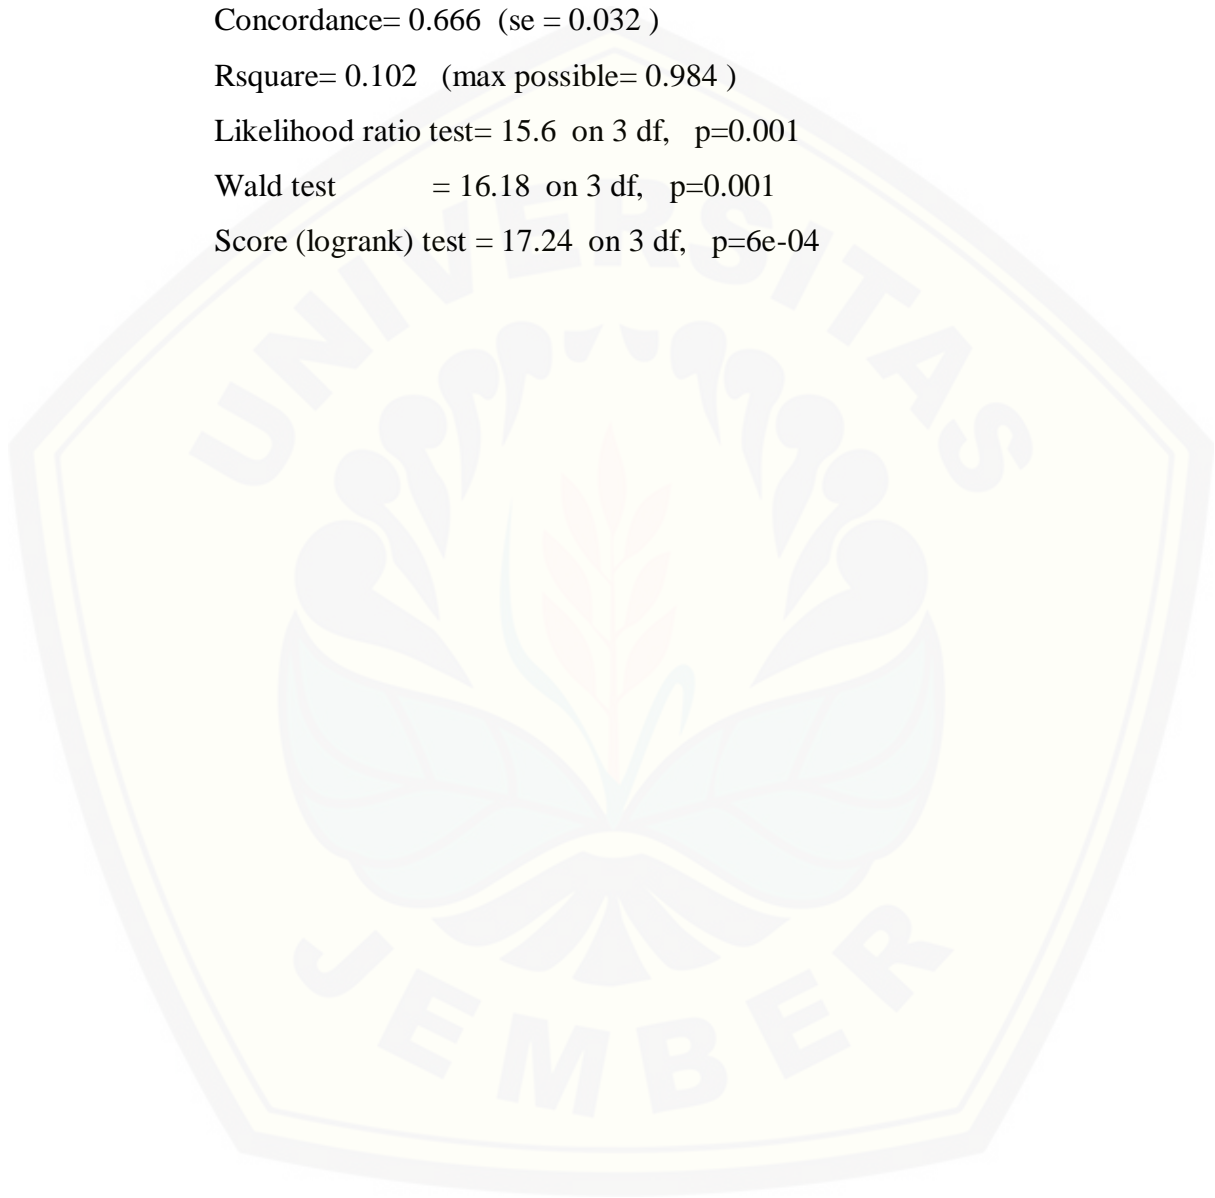 Concordance= 0.666  (se = 0.032 )
Rsquare= 0.102   (max possible= 0.984 )
Likelihood ratio test= 15.6  on 3 df,   p=0.001
Wald test            = 16.18  on 3 df,   p=0.001
Score (logrank) test = 17.24  on 3 df,   p=6e-04
UNIVERSITAS
JEMBER